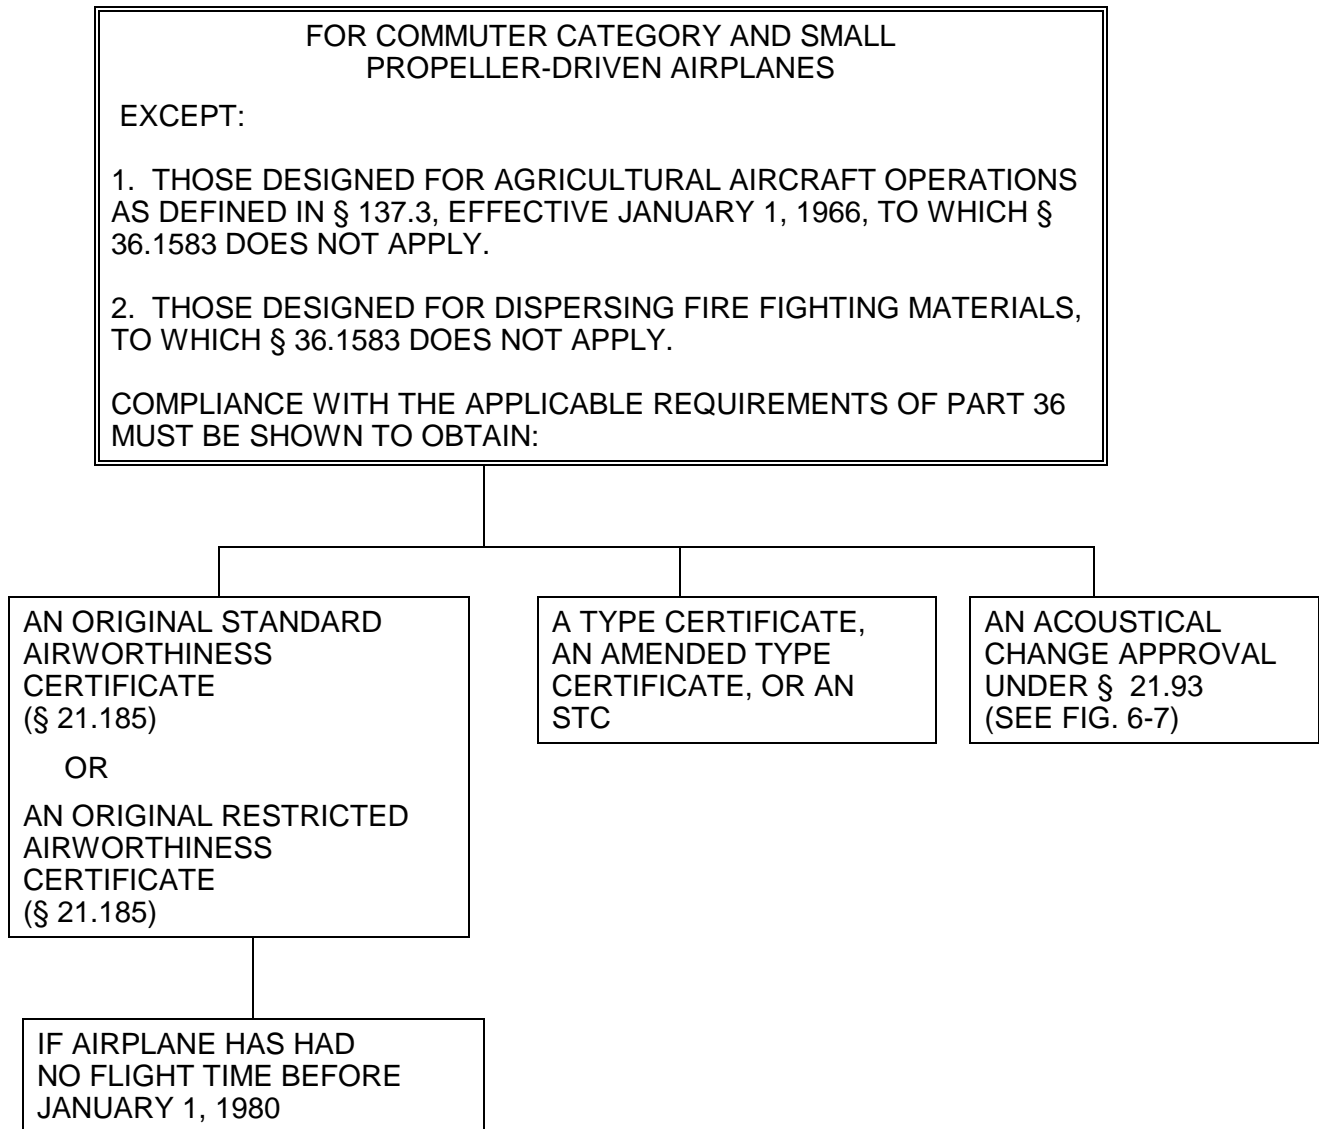 FOR COMMUTER CATEGORY AND SMALL
PROPELLER-DRIVEN AIRPLANES
EXCEPT:
1. THOSE DESIGNED FOR AGRICULTURAL AIRCRAFT OPERATIONS
AS DEFINED IN § 137.3, EFFECTIVE JANUARY 1, 1966, TO WHICH §
36.1583 DOES NOT APPLY.
2. THOSE DESIGNED FOR DISPERSING FIRE FIGHTING MATERIALS,
TO WHICH § 36.1583 DOES NOT APPLY.
COMPLIANCE WITH THE APPLICABLE REQUIREMENTS OF PART 36
MUST BE SHOWN TO OBTAIN:
AN ORIGINAL STANDARD
AIRWORTHINESS
CERTIFICATE
(§ 21.185)
OR
AN ORIGINAL RESTRICTED
AIRWORTHINESS
CERTIFICATE
(§ 21.185)
A TYPE CERTIFICATE,
AN AMENDED TYPE
CERTIFICATE, OR AN
STC
AN ACOUSTICAL
CHANGE APPROVAL
UNDER § 21.93
(SEE FIG. 6-7)
IF AIRPLANE HAS HAD
NO FLIGHT TIME BEFORE
JANUARY 1, 1980